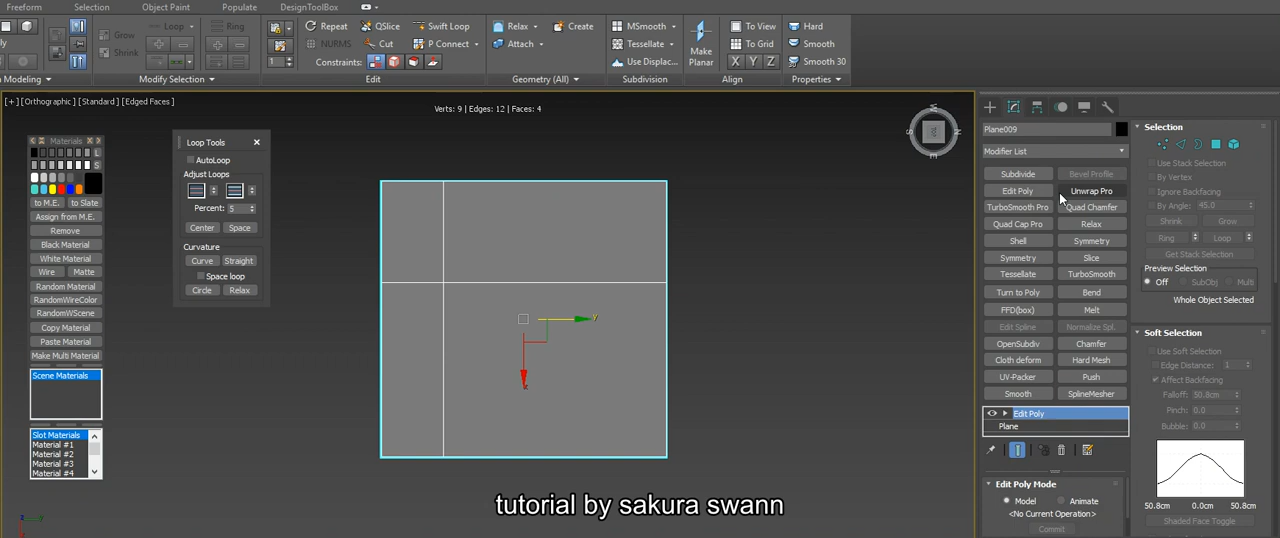 Freeform Selection Object Paint Populate DesignToolBox
Loop Ring
Grow
Shrink
Modeling Modify Selection
Repeat QSlice Swift Loop
NURMS Cut P Connect
1 Constraints:
Edit
Relax Create
Attach
Geometry (All)
MSmooth
Tessellate
Use Displac...
Subdivision
Make
Planar
To View
To Grid
X Y Z
Align
Hard
Smooth
Smooth 30
Properties
[+] [Orthographic] [Standard] [Edged Faces]
Verts: 9 | Edges: 12 | Faces: 4
Materials
L
S
to M.E. to Slate
Assign from M.E.
Remove
Black Material
White Material
Wire Matte
Random Material
RandomWireColor
RandomWScene
Copy Material
Paste Material
Make Multi Material
Scene Materials
Slot Materials
Material #1
Material #2
Material #3
Material #4
Loop Tools
AutoLoop
Adjust Loops
Percent: 5
Center Space
Curvature
Curve Straight
Space loop
Circle Relax
y
x
W
S N
E
Plane009
Modifier List
Subdivide Bevel Profile
Edit Poly Unwrap Pro
TurboSmooth Pro Quad Chamfer
Quad Cap Pro Relax
Shell Symmetry
Symmetry Slice
Tessellate TurboSmooth
Turn to Poly Bend
FFD(box) Melt
Edit Spline Normalize Spl.
OpenSubdiv Chamfer
Cloth deform Hard Mesh
UV-Packer Push
Smooth SplineMesher
Edit Poly
Plane
Edit Poly Mode
Model Animate
<No Current Operation>
Commit
Selection
Use Stack Selection
By Vertex
Ignore Backfacing
By Angle: 45.0
Shrink Grow
Ring Loop
Get Stack Selection
Preview Selection
Off SubObj Multi
Whole Object Selected
Soft Selection
Use Soft Selection
Edge Distance: 1
Affect Backfacing
Falloff: 50.8cm
Pinch: 0.0
Bubble: 0.0
50.8cm 0.0cm 50.8cm
Shaded Face Toggle
tutorial by sakura swann